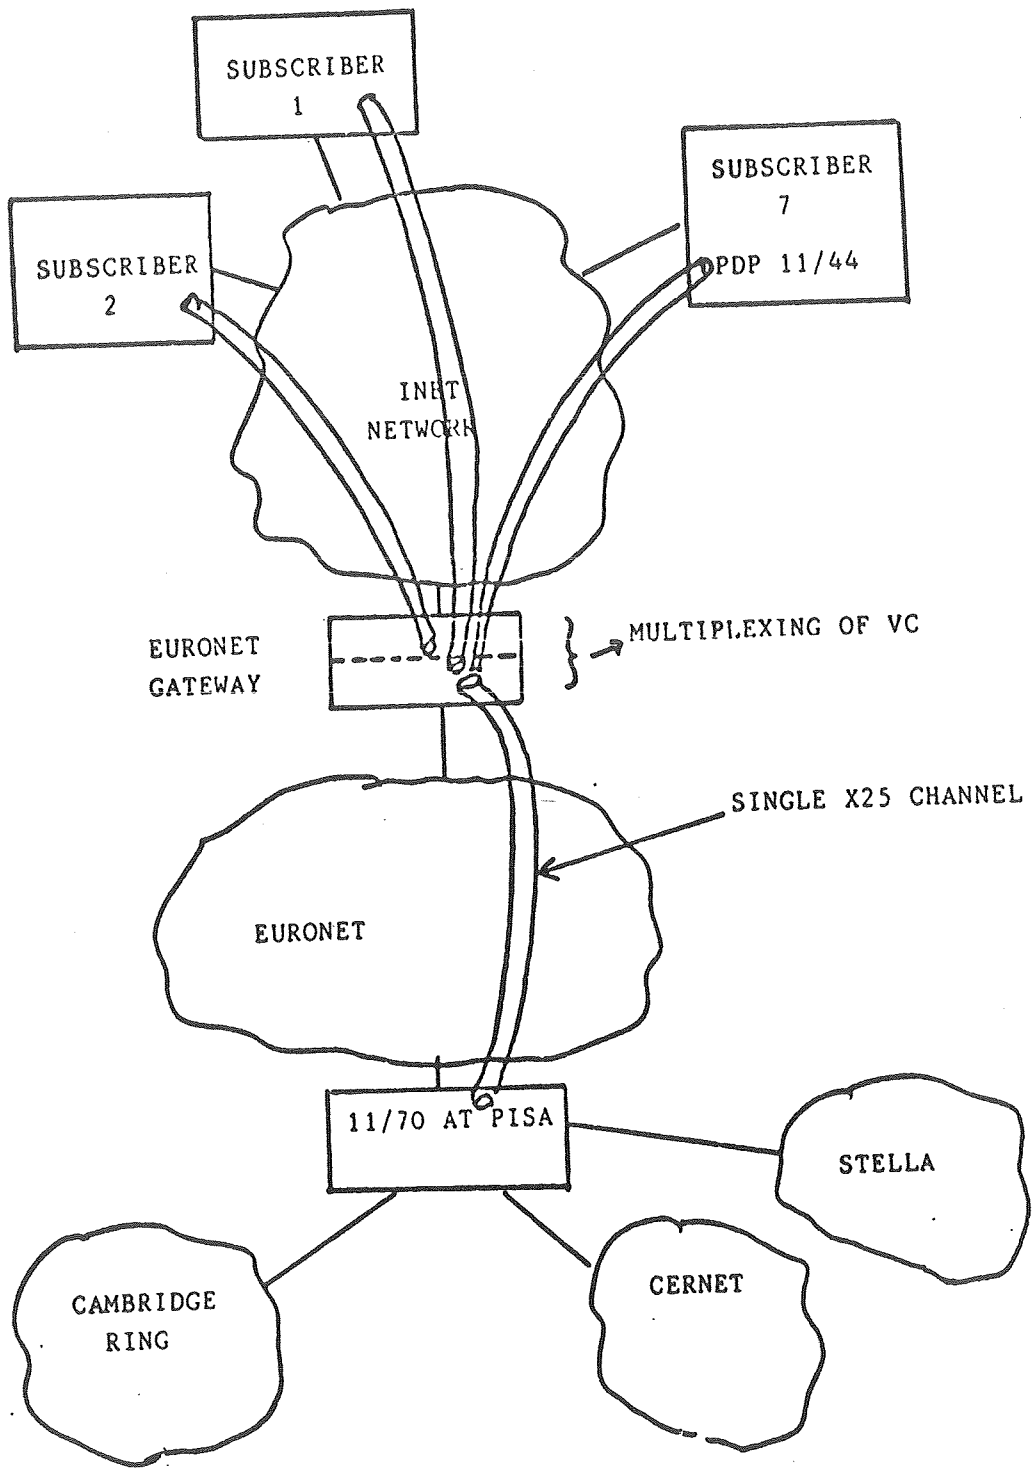 SUBSCRIBER
1
SUBSCRIBER
7
PDP 11/44
SUBSCRIBER
2
INET
NETWORK
EURONET
GATEWAY
MULTIPLEXING OF VC
SINGLE X25 CHANNEL
EURONET
11/70 AT PISA
STELLA
CERNET
CAMBRIDGE
RING